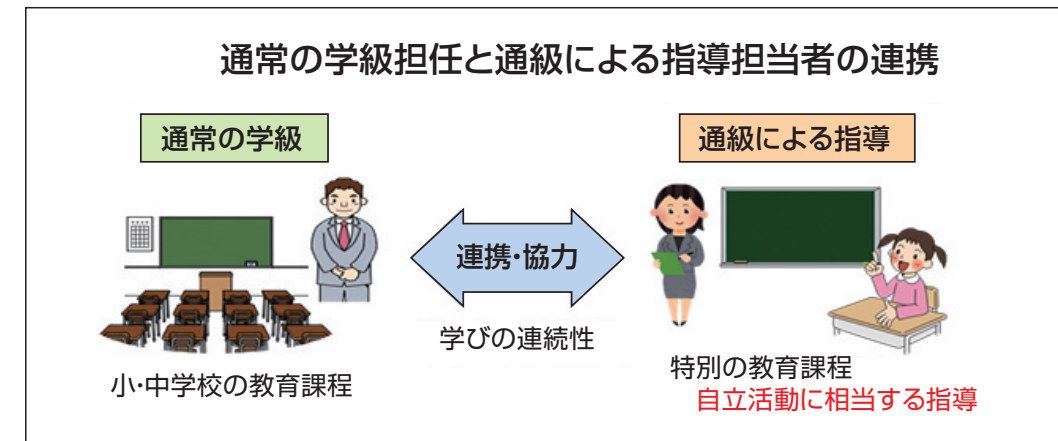 通常の学級担任と通級による指導担当者の連携
通常の学級
通級による指導
連携・協力
学びの連続性
小・中学校の教育課程
特別の教育課程
自立活動に相当する指導